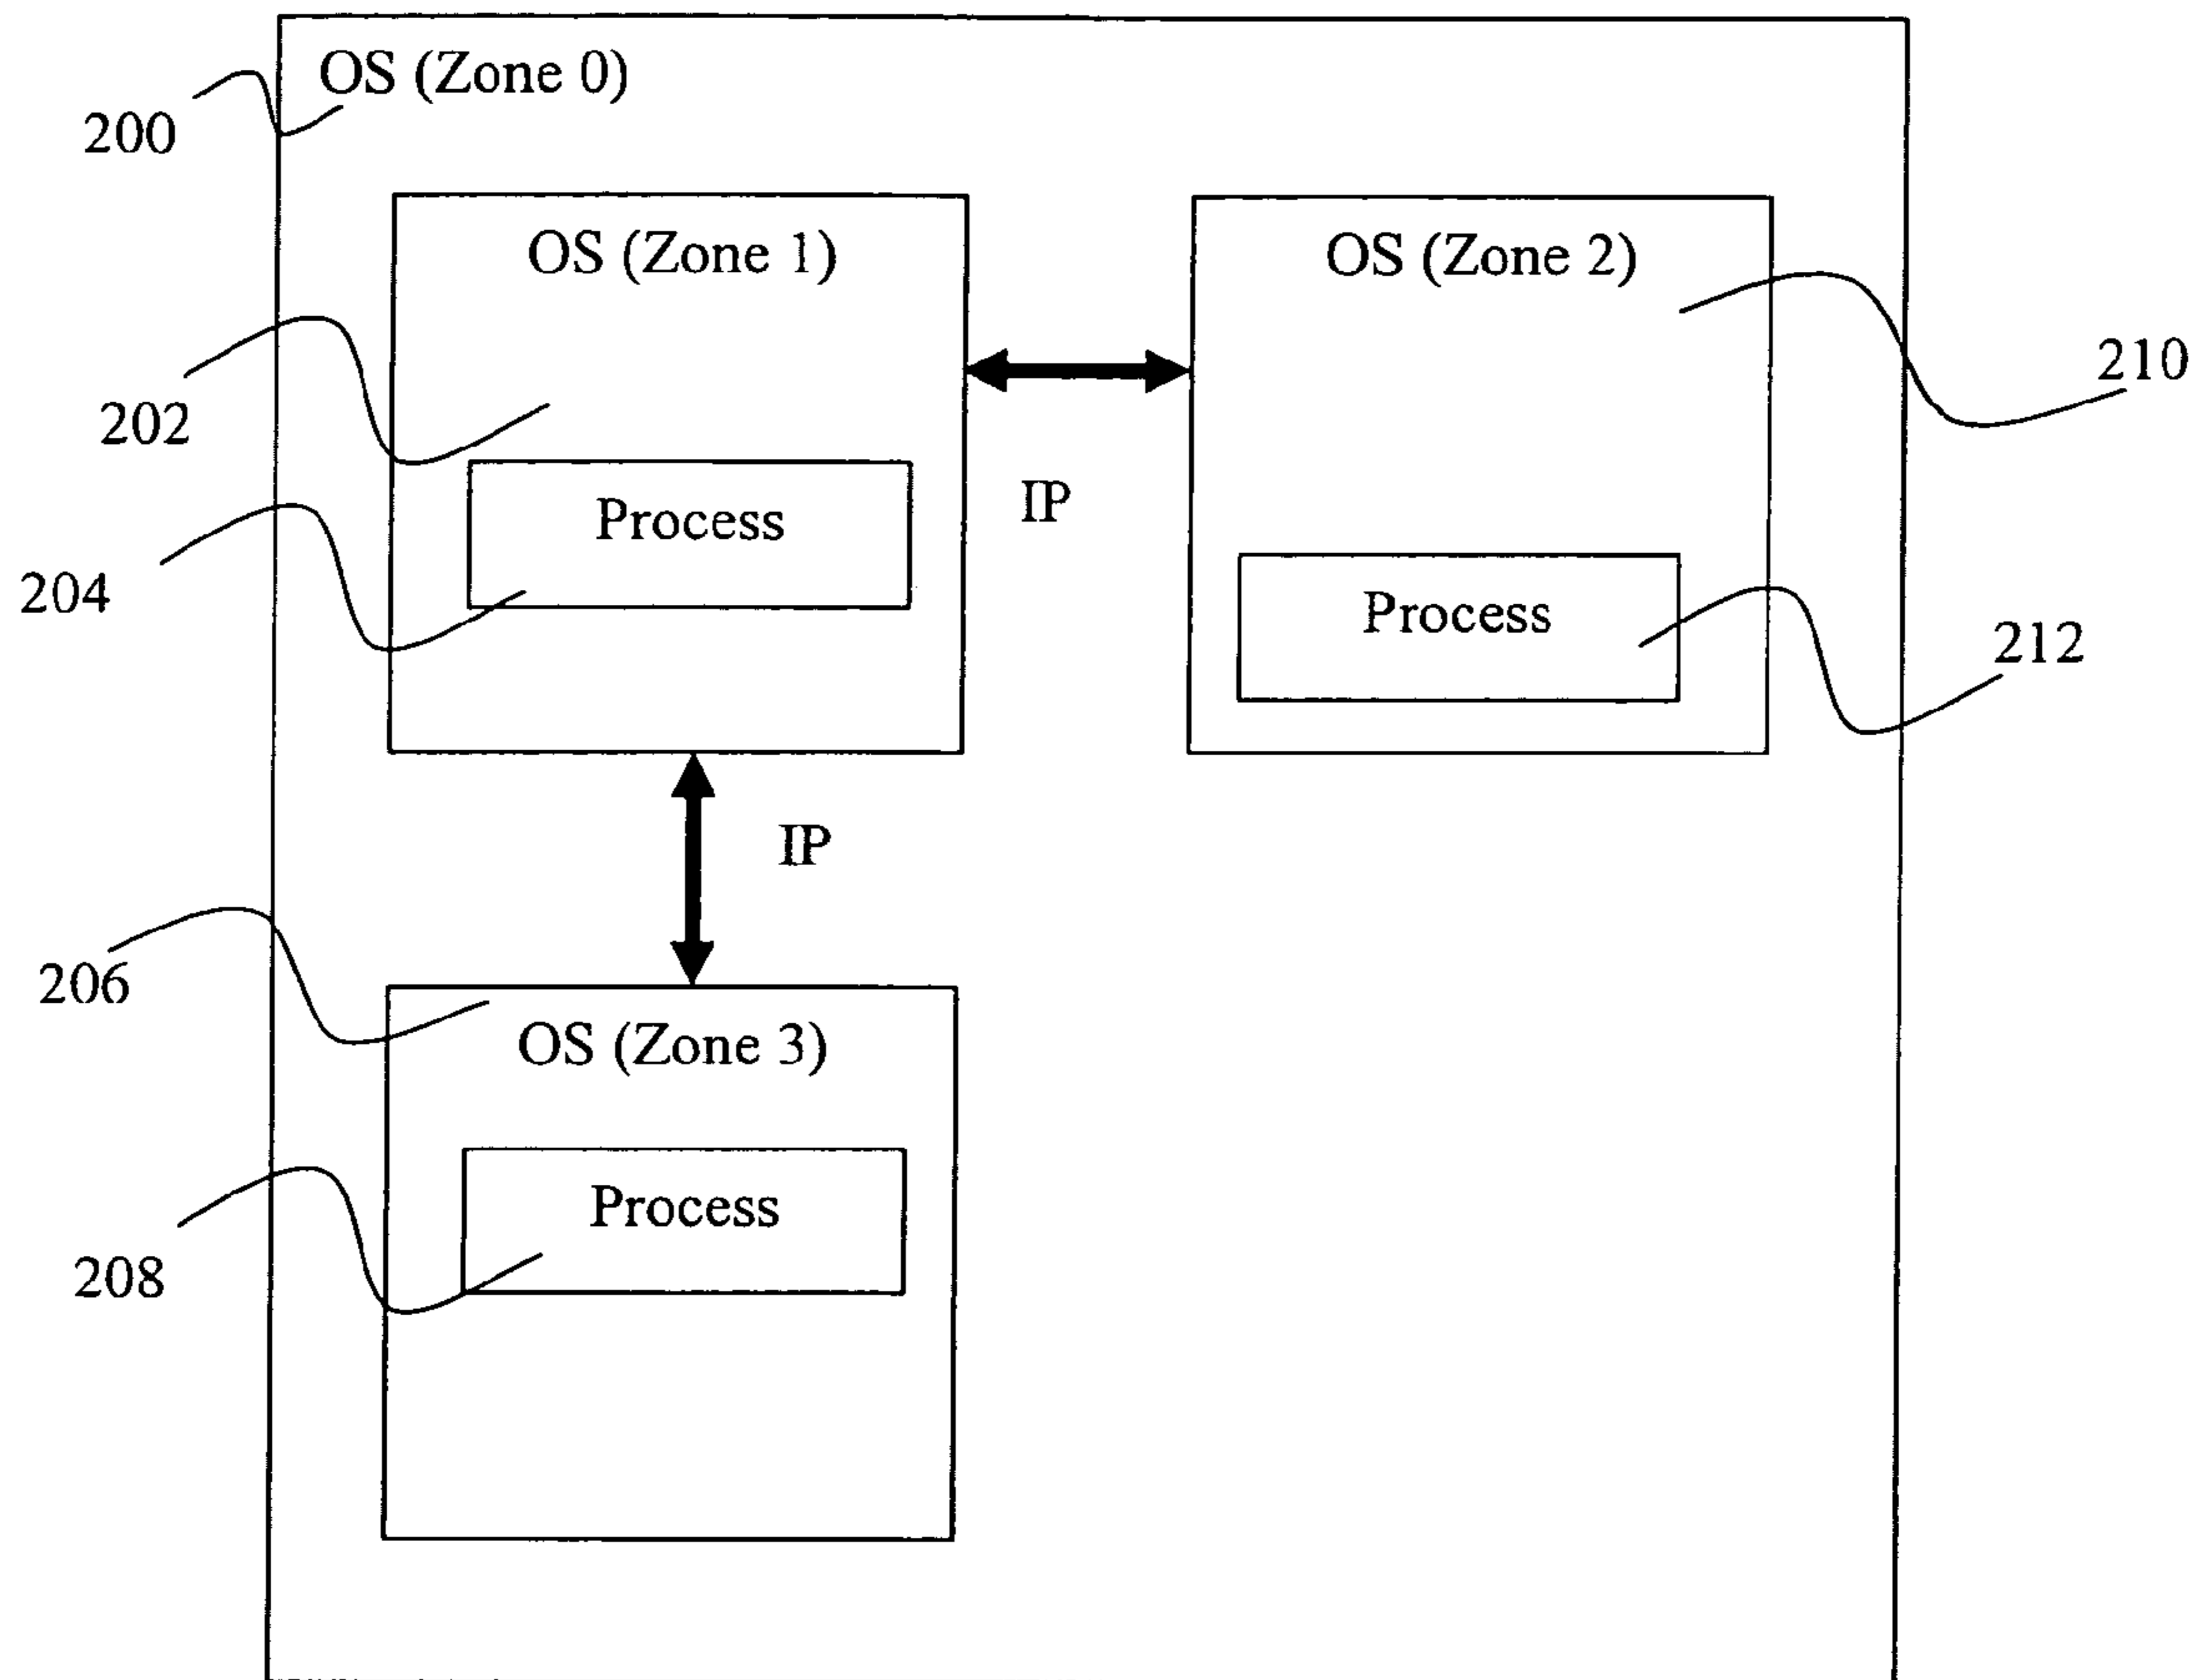 OS (Zone 0)
200
OS (Zone 1)
OS (Zone 2)
210
202
IP
Process
204
Process
212
IP
206
OS (Zone 3)
Process
208